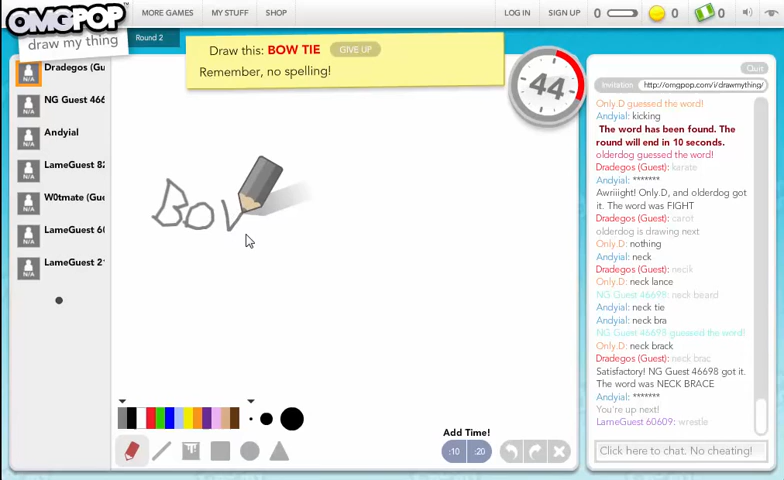 OMGPOP
draw my thing
MORE GAMES
MY STUFF
SHOP
LOG IN
SIGN UP
0
0
0
Round 2
Draw this: BOW TIE
GIVE UP
Remember, no spelling!
44
N/A
Dradegos (Gu
N/A
NG Guest 466
N/A
Andyial
N/A
LameGuest 82
N/A
W0tmate (Gue
N/A
LameGuest 60
N/A
LameGuest 2
BOV
Add Time!
:10
:20
Quit
Invitation
http://omgpop.com/i/drawmything/
Only.D guessed the word!
Andyial: kicking
The word has been found. The
round will end in 10 seconds.
olderdog guessed the word!
Dradegos (Guest): karate
Andyial: *******
Awriiight! Only.D, and olderdog got
it. The word was FIGHT
Dradegos (Guest): carot
olderdog is drawing next
Only.D: nothing
Andyial: neck
Dradegos (Guest): necik
Only.D: neck lance
NG Guest 46698: neck beard
Andyial: neck tie
Andyial: neck bra
NG Guest 46698 guessed the word!
Only.D: neck brack
Dradegos (Guest): neck brac
Satisfactory! NG Guest 46698 got it.
The word was NECK BRACE
Andyial: *******
You're up next!
LameGuest 60609: wrestle
Click here to chat. No cheating!